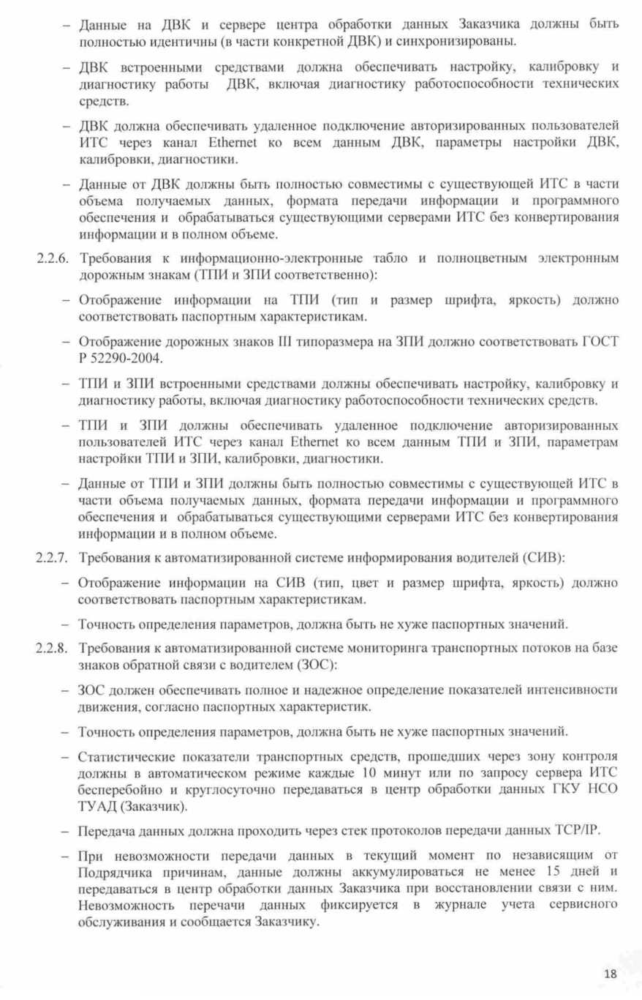 – Данные на ДВК и сервере центра обработки данных Заказчика должны быть
полностью идентичны (в части конкретной ДВК) и синхронизированы.
– ДВК встроенными средствами должна обеспечивать настройку, калибровку и
диагностику работы ДВК, включая диагностику работоспособности технических
средств.
– ДВК должна обеспечивать удаленное подключение авторизированных пользователей
ИТС через канал Ethernet ко всем данным ДВК, параметры настройки ДВК,
калибровки, диагностики.
– Данные от ДВК должны быть полностью совместимы с существующей ИТС в части
объема получаемых данных, формата передачи информации и программного
обеспечения и обрабатываться существующими серверами ИТС без конвертирования
информации и в полном объеме.
2.2.6. Требования к информационно-электронные табло и полноцветным электронным
дорожным знакам (ТПИ и ЗПИ соответственно):
– Отображение информации на ТПИ (тип и размер шрифта, яркость) должно
соответствовать паспортным характеристикам.
– Отображение дорожных знаков III типоразмера на ЗПИ должно соответствовать ГОСТ
Р 52290-2004.
– ТПИ и ЗПИ встроенными средствами должны обеспечивать настройку, калибровку и
диагностику работы, включая диагностику работоспособности технических средств.
– ТПИ и ЗПИ должны обеспечивать удаленное подключение авторизированных
пользователей ИТС через канал Ethernet ко всем данным ТПИ и ЗПИ, параметрам
настройки ТПИ и ЗПИ, калибровки, диагностики.
– Данные от ТПИ и ЗПИ должны быть полностью совместимы с существующей ИТС в
части объема получаемых данных, формата передачи информации и программного
обеспечения и обрабатываться существующими серверами ИТС без конвертирования
информации и в полном объеме.
2.2.7. Требования к автоматизированной системе информирования водителей (СИВ):
– Отображение информации на СИВ (тип, цвет и размер шрифта, яркость) должно
соответствовать паспортным характеристикам.
– Точность определения параметров, должна быть не хуже паспортных значений.
2.2.8. Требования к автоматизированной системе мониторинга транспортных потоков на базе
знаков обратной связи с водителем (ЗОС):
– ЗОС должен обеспечивать полное и надежное определение показателей интенсивности
движения, согласно паспортных характеристик.
– Точность определения параметров, должна быть не хуже паспортных значений.
– Статистические показатели транспортных средств, прошедших через зону контроля
должны в автоматическом режиме каждые 10 минут или по запросу сервера ИТС
бесперебойно и круглосуточно передаваться в центр обработки данных ГКУ НСО
ТУАД (Заказчик).
– Передача данных должна проходить через стек протоколов передачи данных TCP/IP.
– При невозможности передачи данных в текущий момент по независящим от
Подрядчика причинам, данные должны аккумулироваться не менее 15 дней и
передаваться в центр обработки данных Заказчика при восстановлении связи с ним.
Невозможность перечачи данных фиксируется в журнале учета сервисного
обслуживания и сообщается Заказчику.
18